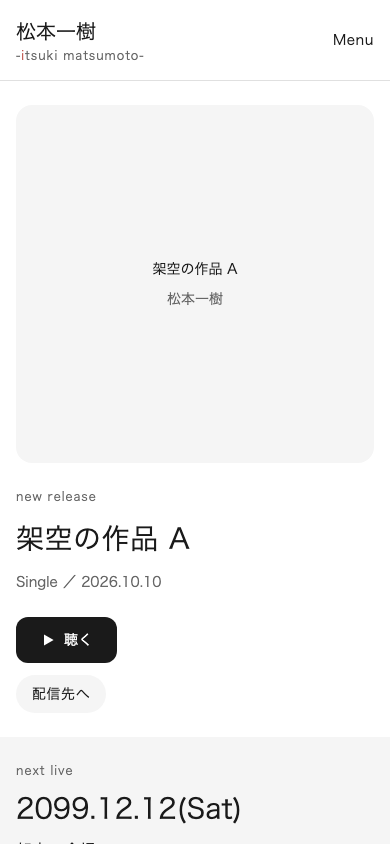 松本一樹
-itsuki matsumoto-
Menu
架空の作品 A
松本一樹
new release
架空の作品 A
Single ／ 2026.10.10
▶ 聴く
配信先へ
next live
2099.12.12(Sat)